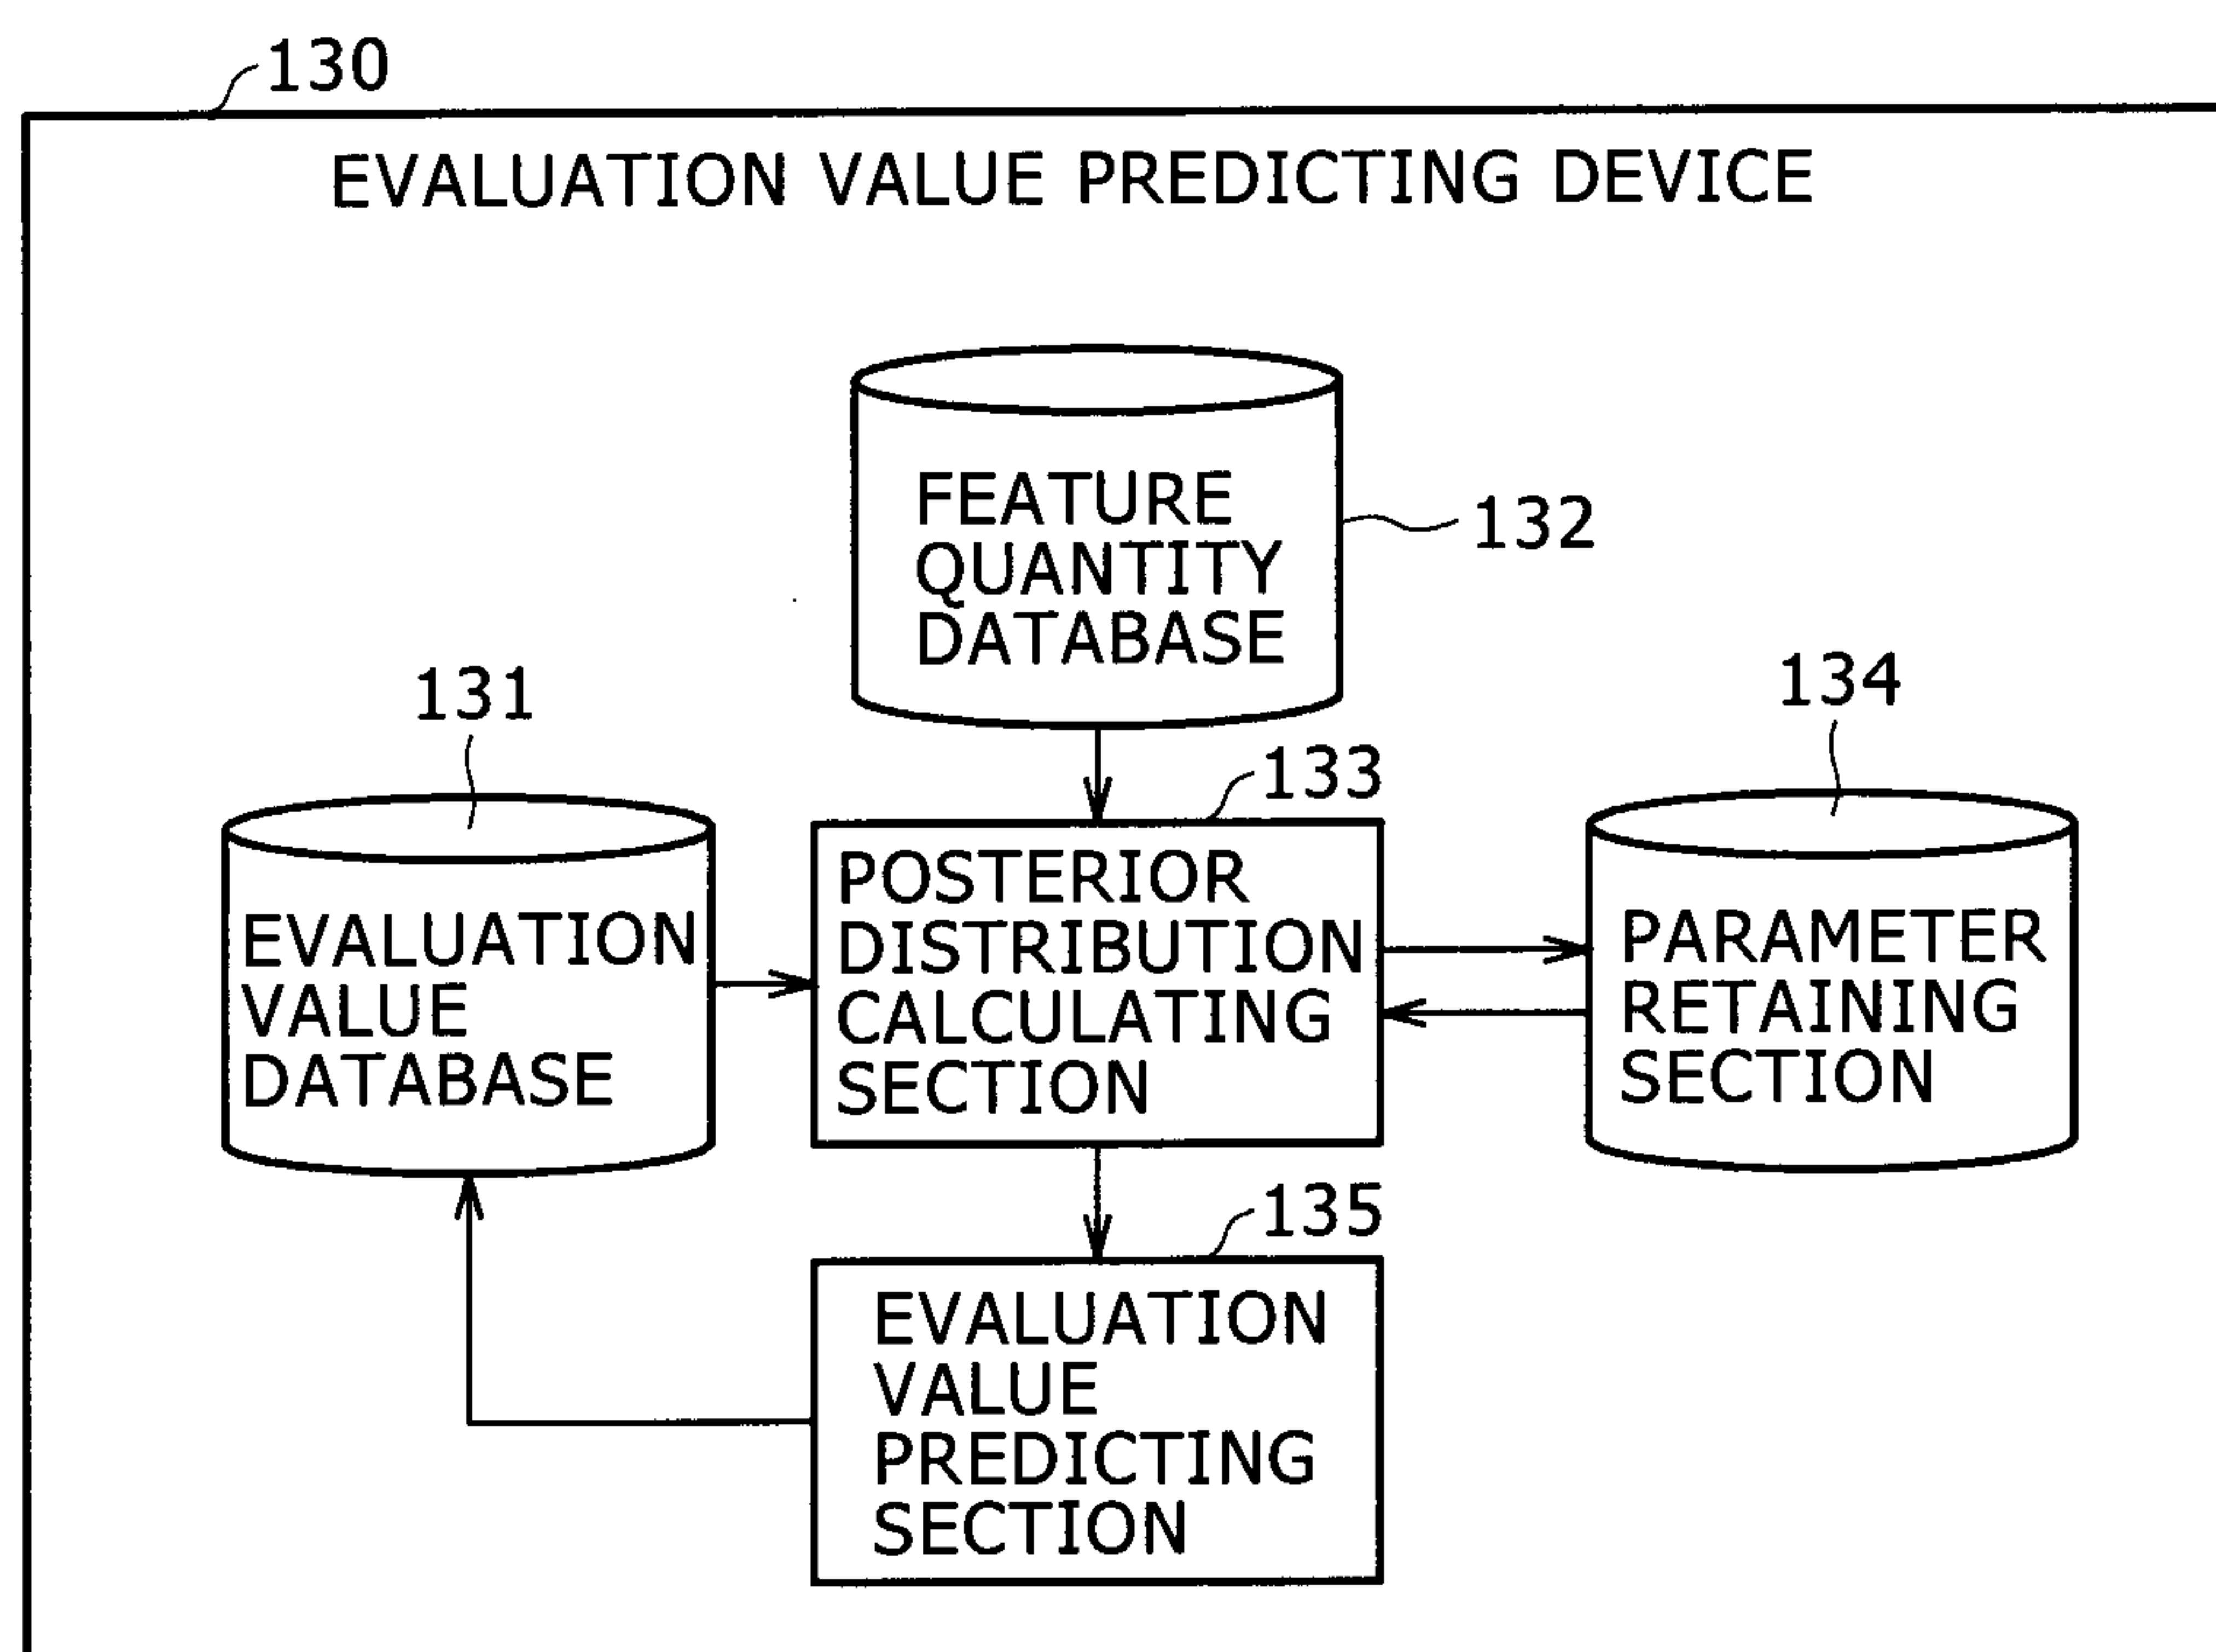 130
EVALUATION VALUE PREDICTING DEVICE
FEATURE
QUANTITY
DATABASE
132
131
EVALUATION
VALUE
DATABASE
133
POSTERIOR
DISTRIBUTION
CALCULATING
SECTION
134
PARAMETER
RETAINING
SECTION
135
EVALUATION
VALUE
PREDICTING
SECTION